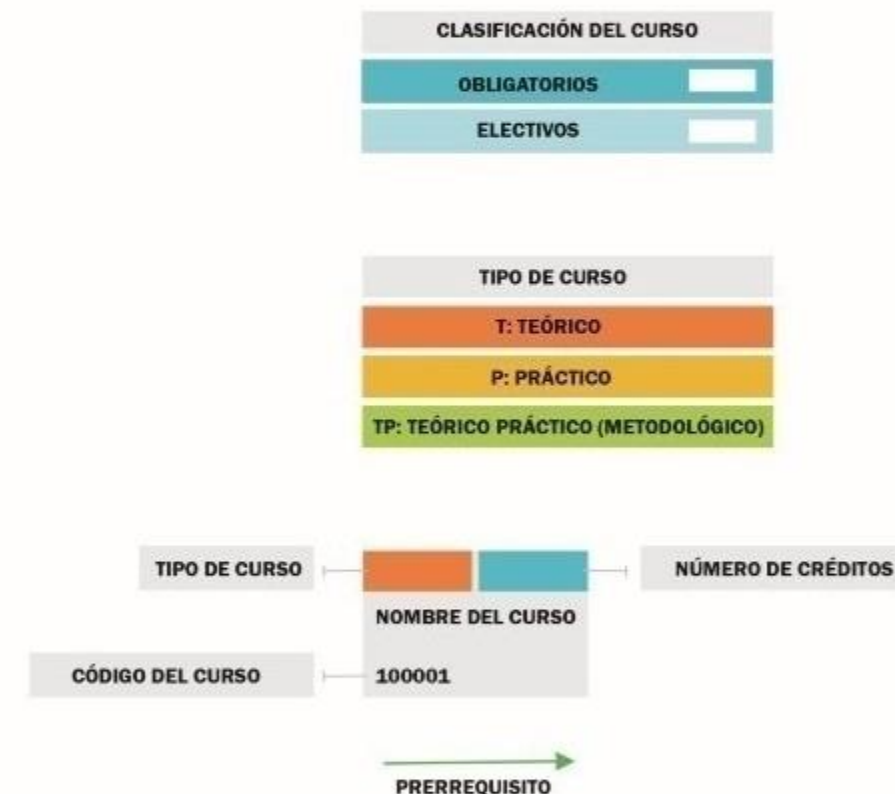 CLASIFICACIÓN DEL CURSO
OBLIGATORIOS
ELECTIVOS
TIPO DE CURSO
T: TEÓRICO
P: PRÁCTICO
TP: TEÓRICO PRÁCTICO (METODOLÓGICO)
TIPO DE CURSO
NÚMERO DE CRÉDITOS
NOMBRE DEL CURSO
CÓDIGO DEL CURSO
100001
PRERREQUISITO